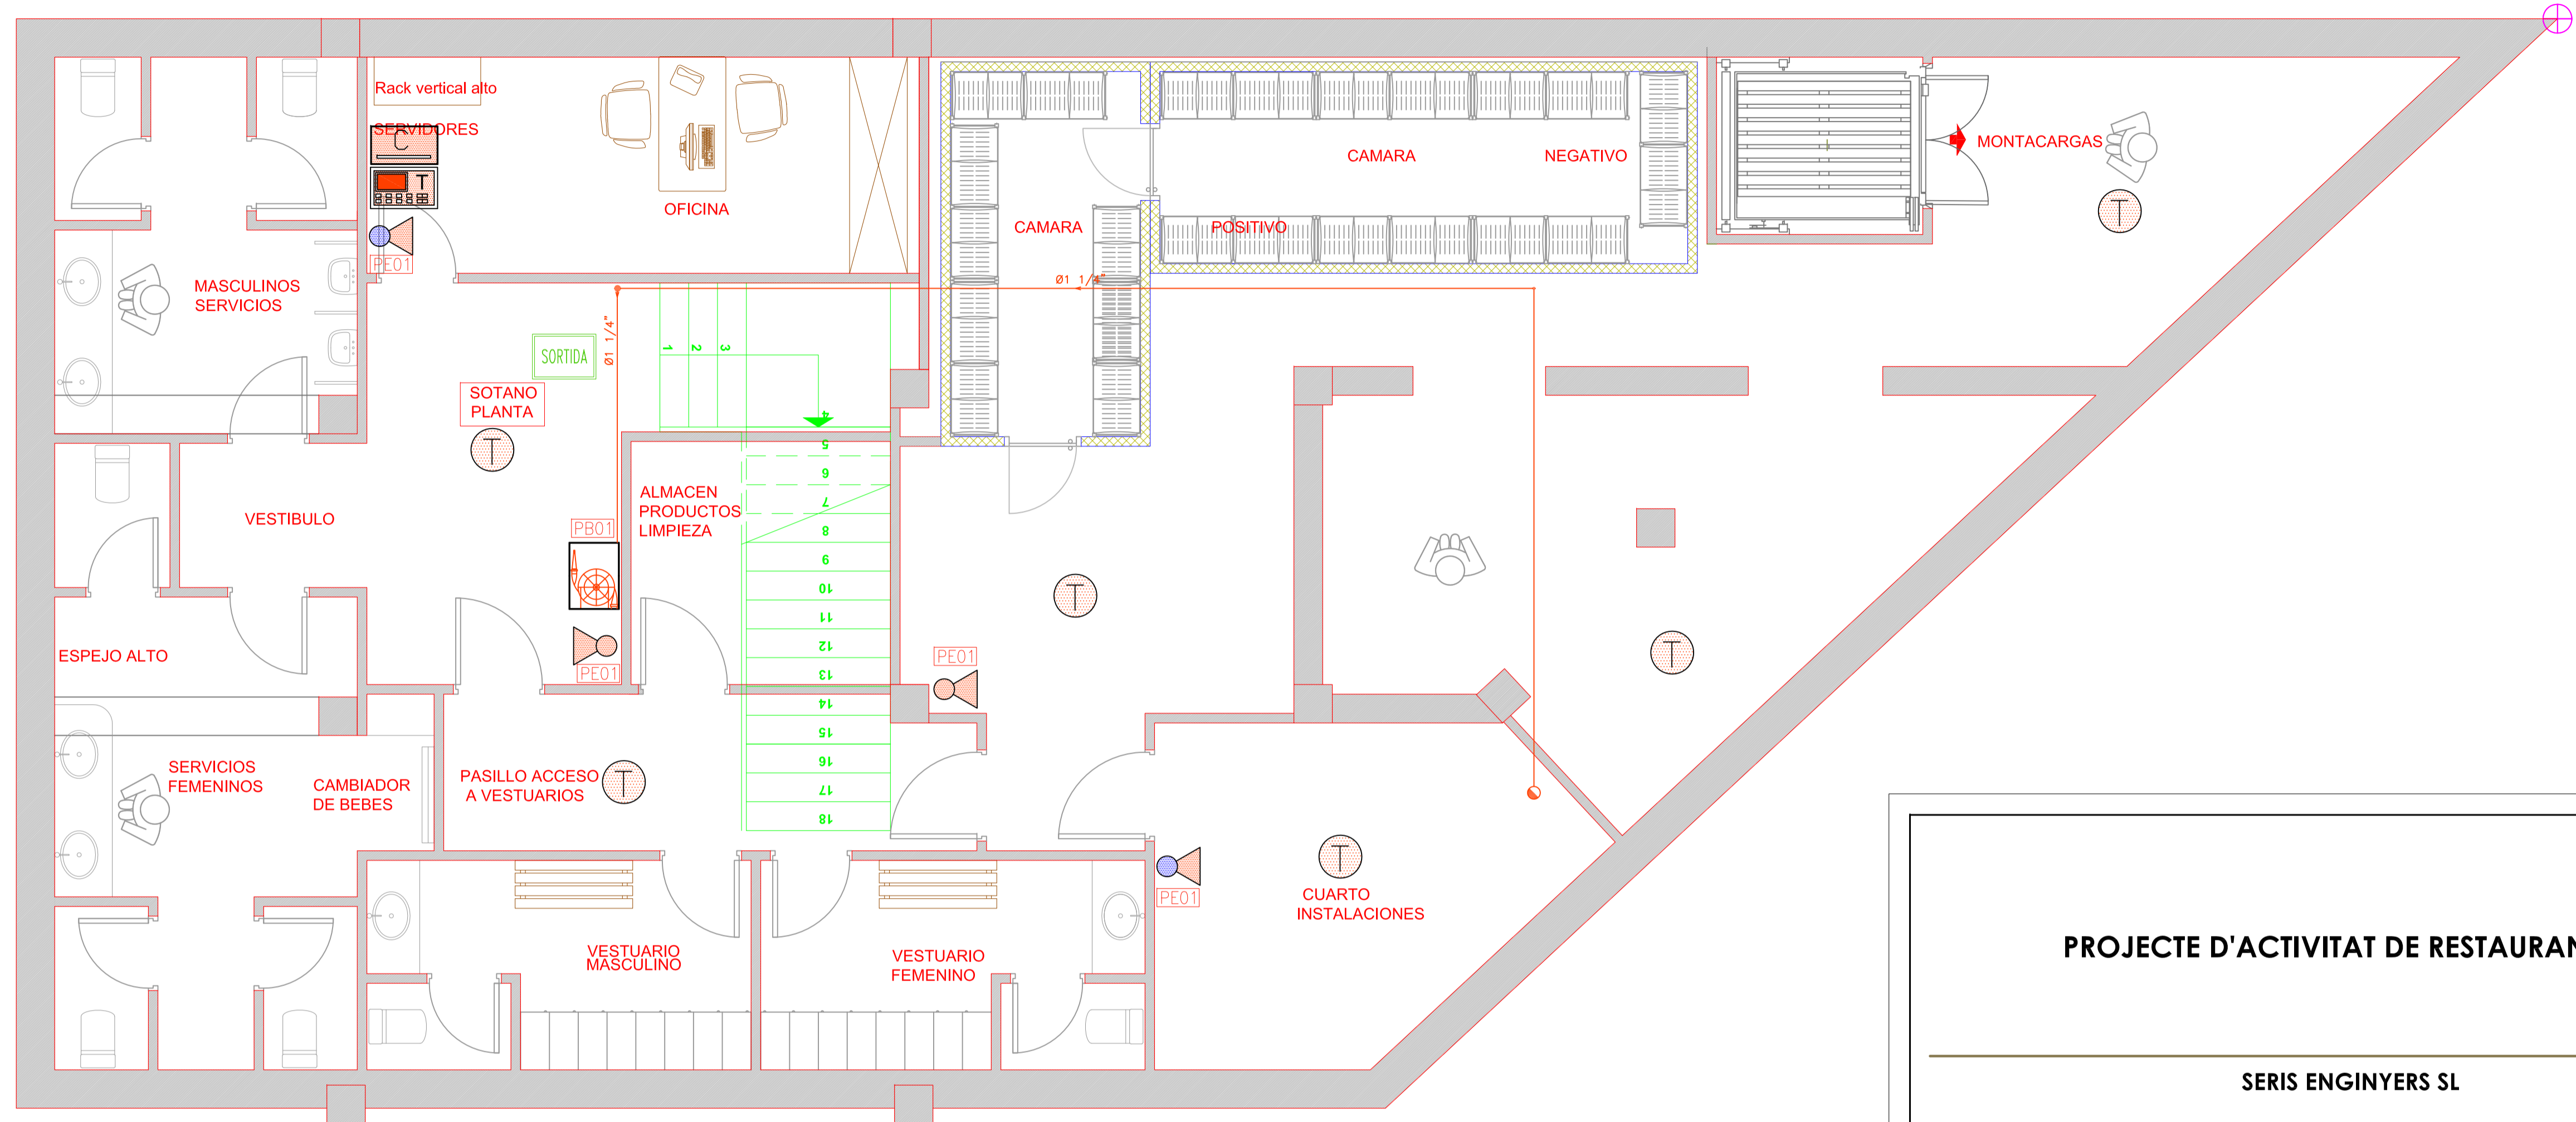 Rack vertical alto
SERVIDORES
C
T
PE01
OFICINA
CAMARA
NEGATIVO
CAMARA
POSITIVO
MONTACARGAS
T
MASCULINOS
SERVICIOS
Ø1 1/4"
Ø1 1/4"
SORTIDA
1
2
3
4
5
6
7
8
9
10
11
12
13
14
15
16
17
18
SOTANO
PLANTA
T
VESTIBULO
ALMACEN
PRODUCTOS
LIMPIEZA
PB01
PE01
T
PE01
T
ESPEJO ALTO
SERVICIOS
FEMENINOS
CAMBIADOR
DE BEBES
PASILLO ACCESO
A VESTUARIOS
T
T
CUARTO
INSTALACIONES
PE01
VESTUARIO
MASCULINO
VESTUARIO
FEMENINO
PROJECTE D'ACTIVITAT DE RESTAURAN
SERIS ENGINYERS SL